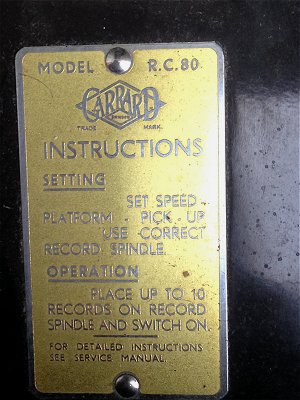 MODEL R.C.80
GARRARD
TRADE MARK.
INSTRUCTIONS
SETTING
SET SPEED -
PLATFORM - PICK - UP
USE CORRECT
RECORD SPINDLE.
OPERATION
PLACE UP TO 10
RECORDS ON RECORD
SPINDLE AND SWITCH ON.
FOR DETAILED INSTRUCTIONS
SEE SERVICE MANUAL.